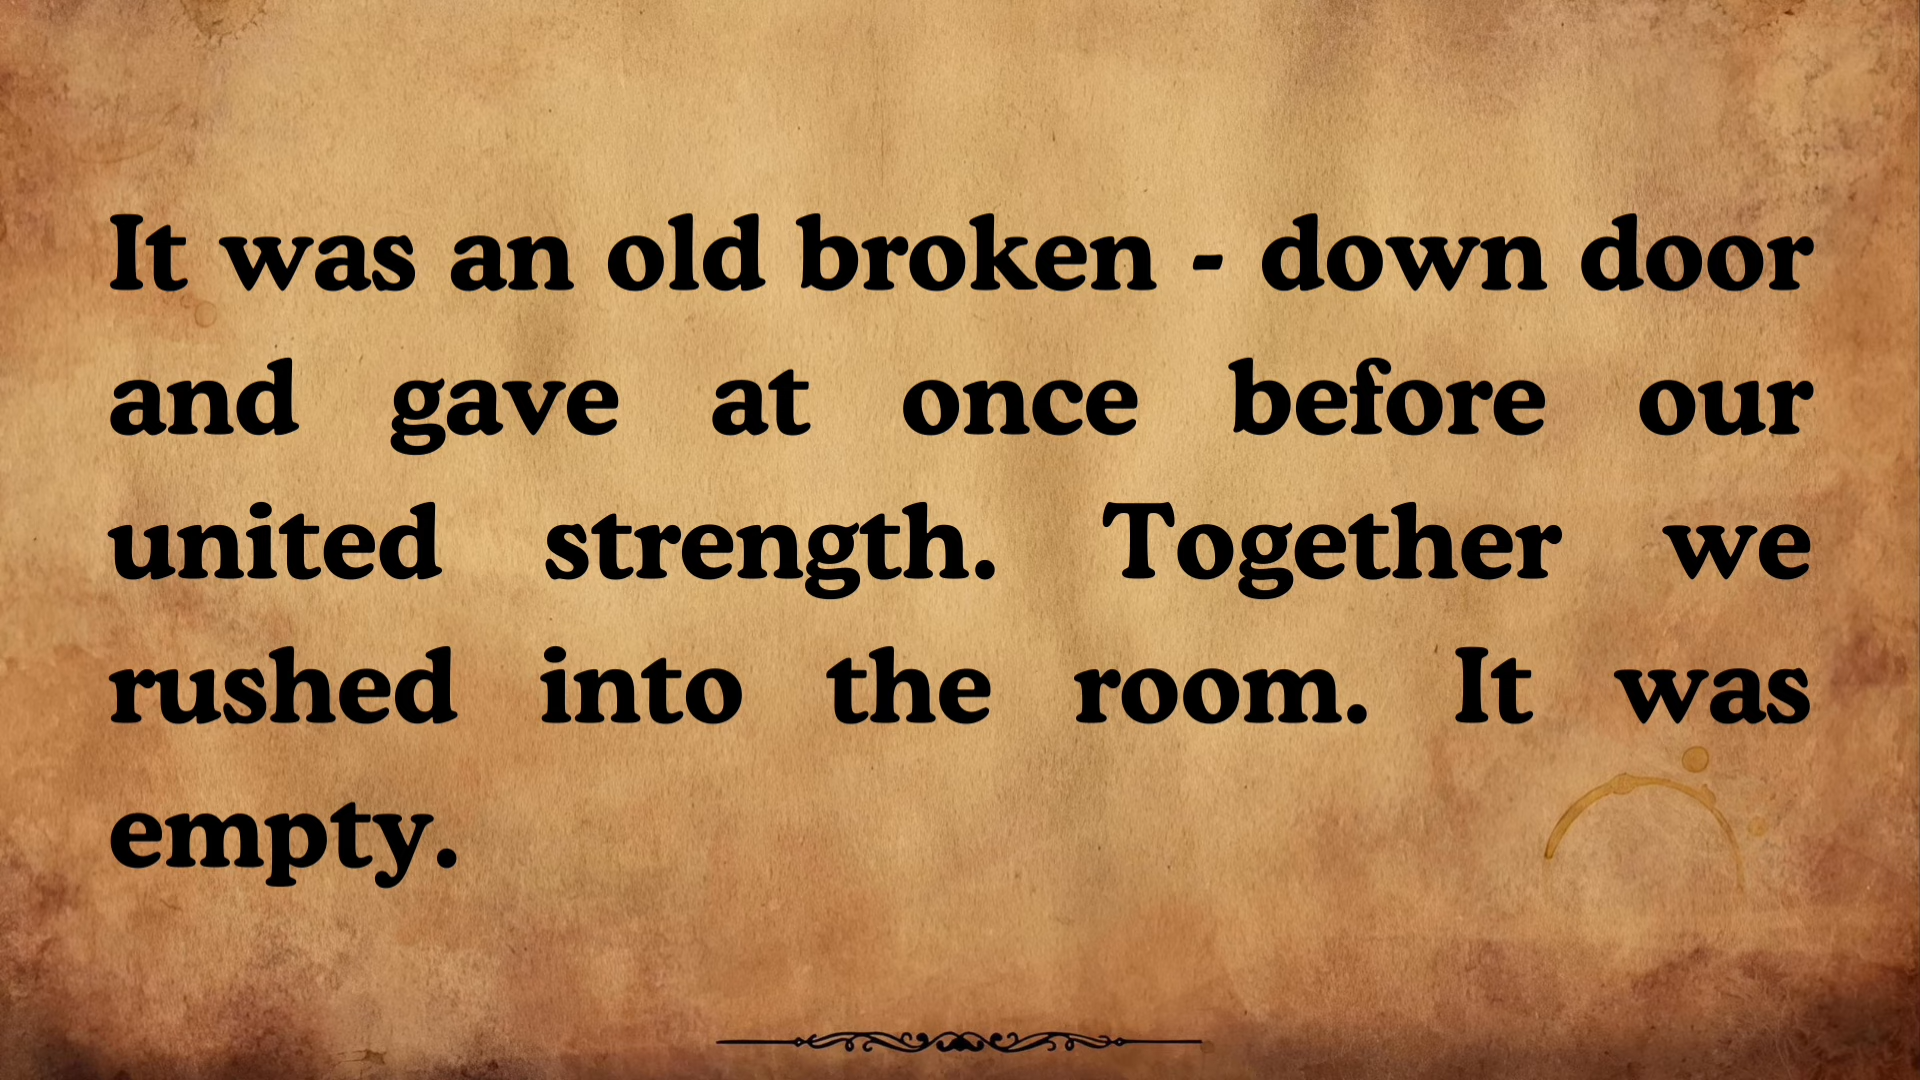 It was an old broken - down door
and gave at once before our
united strength. Together we
rushed into the room. It was
empty.